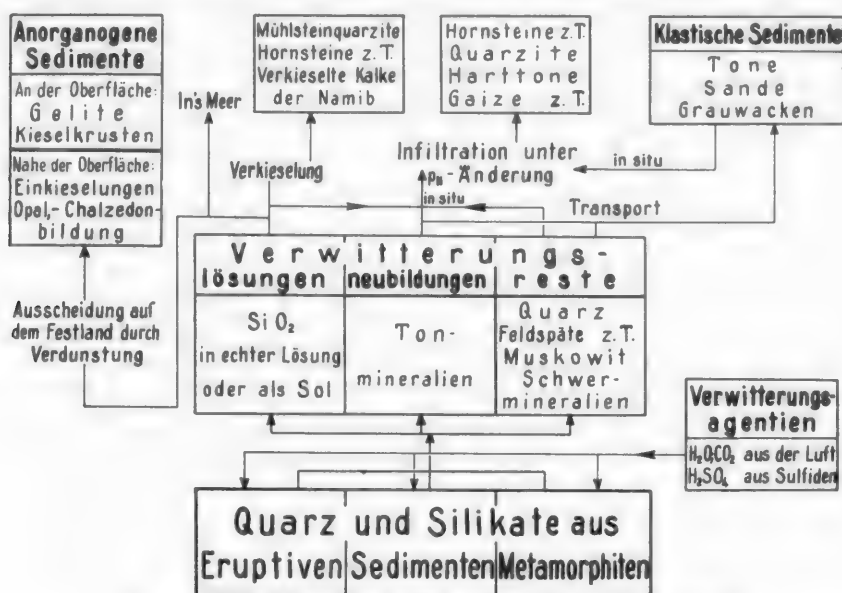 Anorganogene
Sedimente
An der Oberfläche:
Gelite
Kieselkrusten
Nahe der Oberfläche:
Einkieselungen
Opal,- Chalzedon-
bildung
In's Meer
Mühlsteinquarzite
Hornsteine z.T.
Verkieselte Kalke
der Namib
Hornsteine z.T.
Quarzite
Harttone
Gaize z.T.
Klastische Sedimente
Tone
Sande
Grauwacken
Verkieselung
Infiltration unter
pH - Änderung
in situ
in situ
Transport
Ausscheidung auf
dem Festland durch
Verdunstung
Verwitterungs-
lösungen neubildungen reste
SiO₂
in echter Lösung
oder als Sol
Ton-
mineralien
Quarz
Feldspäte z.T.
Muskowit
Schwer-
mineralien
Verwitterungs-
agentien
H₂O,CO₂ aus der Luft
H₂SO₄ aus Sulfiden
Quarz und Silikate aus
Eruptiven Sedimenten Metamorphiten